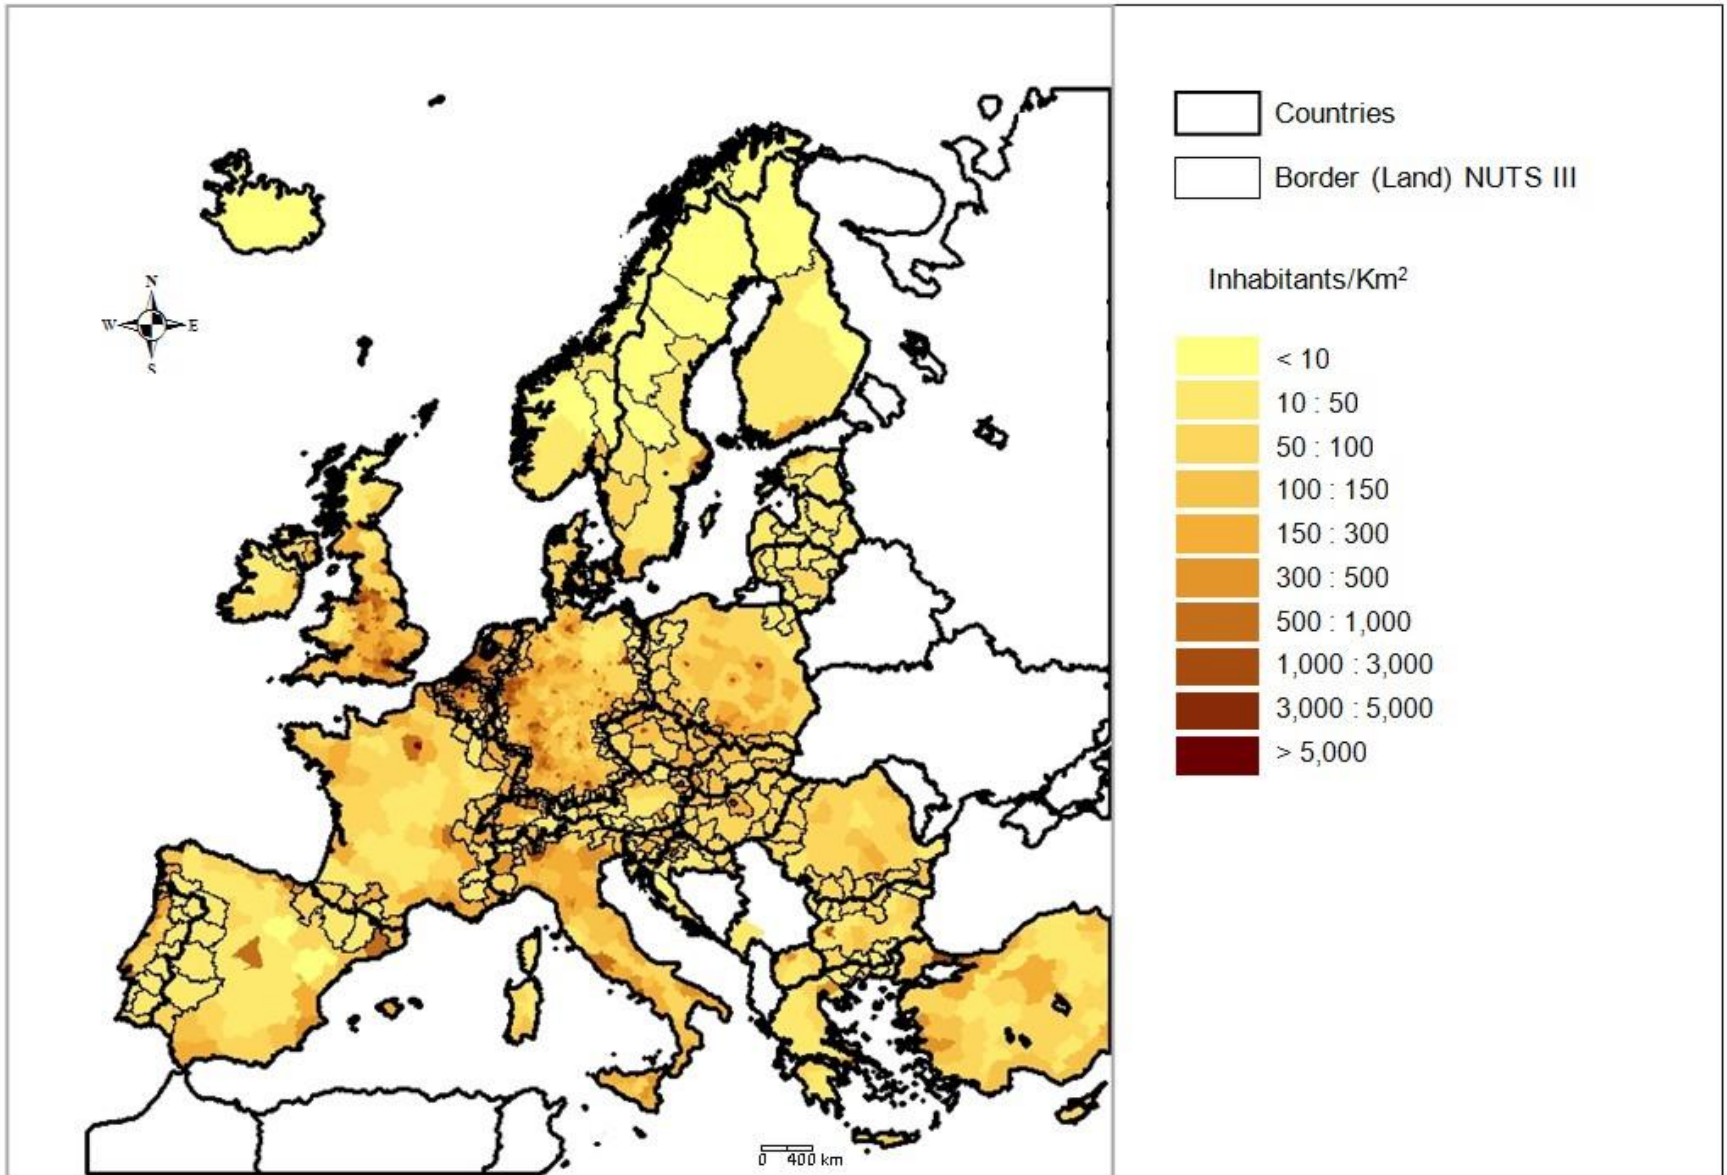 Countries
Border (Land) NUTS III
Inhabitants/Km²
N
W E
S
< 10
10 : 50
50 : 100
100 : 150
150 : 300
300 : 500
500 : 1,000
1,000 : 3,000
3,000 : 5,000
> 5,000
0 400 km